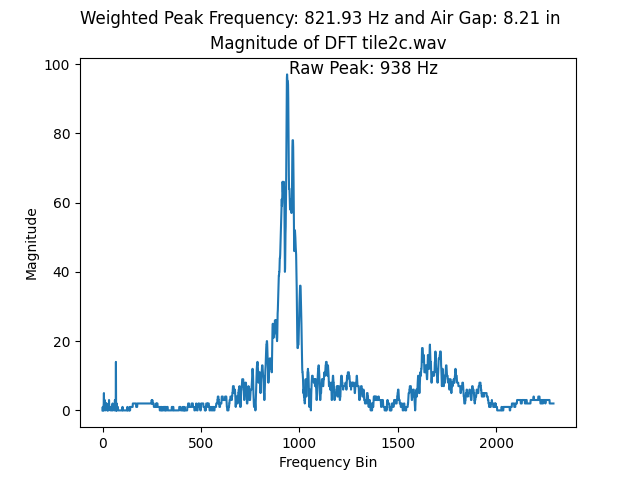 Weighted Peak Frequency: 821.93 Hz and Air Gap: 8.21 in
Magnitude of DFT tile2c.wav
Raw Peak: 938 Hz
100
80
60
40
20
0
Magnitude
0 500 1000 1500 2000
Frequency Bin